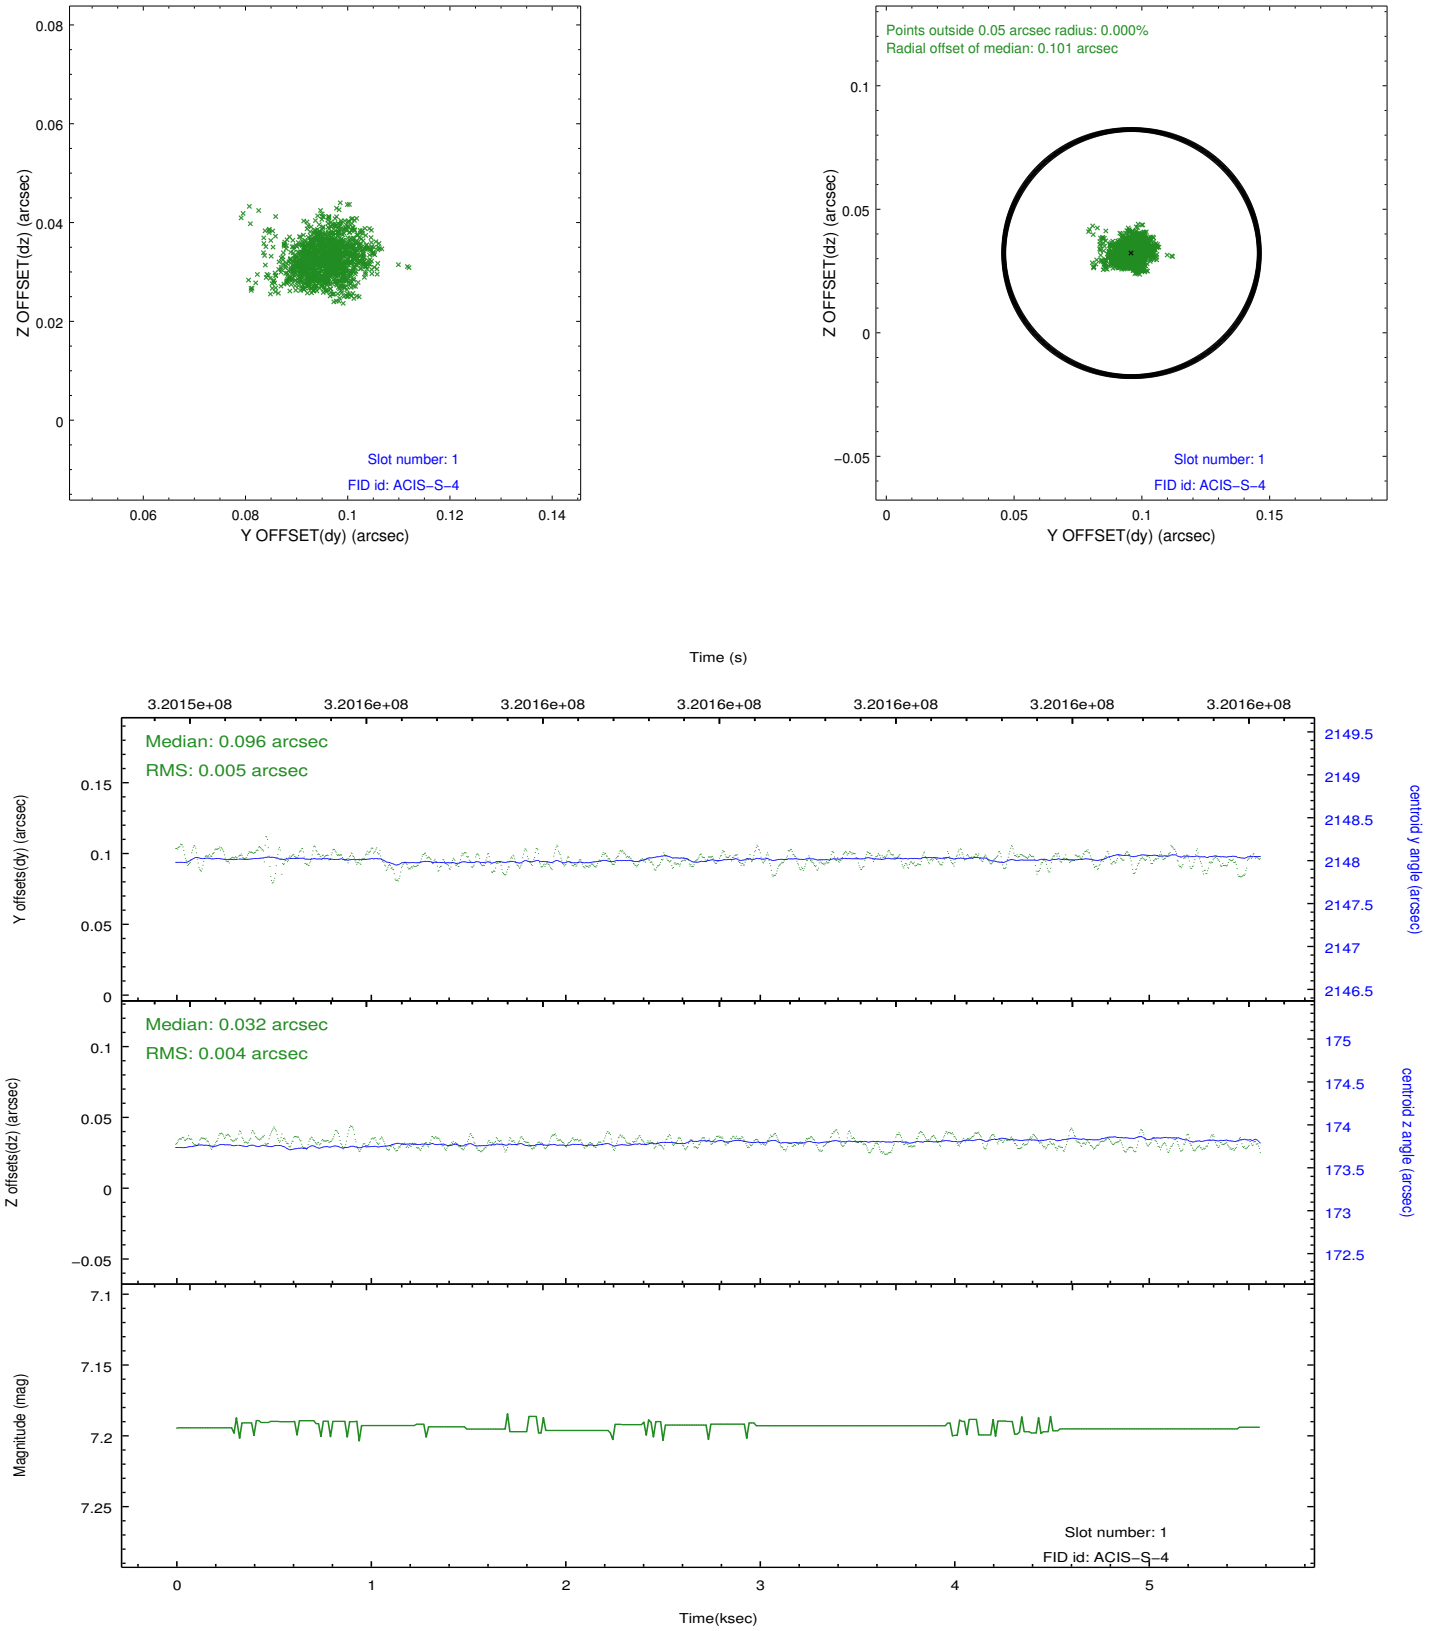 0.08
0.06
0.04
0.02
0
Z OFFSET(dz) (arcsec)
Slot number: 1
FID id: ACIS−S−4
0.06
0.08
0.1
0.12
0.14
Y OFFSET(dy) (arcsec)
Points outside 0.05 arcsec radius: 0.000%
Radial offset of median: 0.101 arcsec
0.1
0.05
0
−0.05
Z OFFSET(dz) (arcsec)
Slot number: 1
FID id: ACIS−S−4
0
0.05
0.1
0.15
Y OFFSET(dy) (arcsec)
Time (s)
3.2015e+08
3.2016e+08
3.2016e+08
3.2016e+08
3.2016e+08
3.2016e+08
3.2016e+08
Median: 0.096 arcsec
RMS: 0.005 arcsec
0.15
0.1
0.05
0
Y offsets(dy) (arcsec)
2149.5
2149
2148.5
2148
2147.5
2147
2146.5
centroid y angle (arcsec)
Median: 0.032 arcsec
RMS: 0.004 arcsec
0.1
0.05
0
−0.05
Z offsets(dz) (arcsec)
175
174.5
174
173.5
173
172.5
centroid z angle (arcsec)
7.1
7.15
7.2
7.25
Magnitude (mag)
Slot number: 1
FID id: ACIS−S−4
0
1
2
3
4
5
Time(ksec)